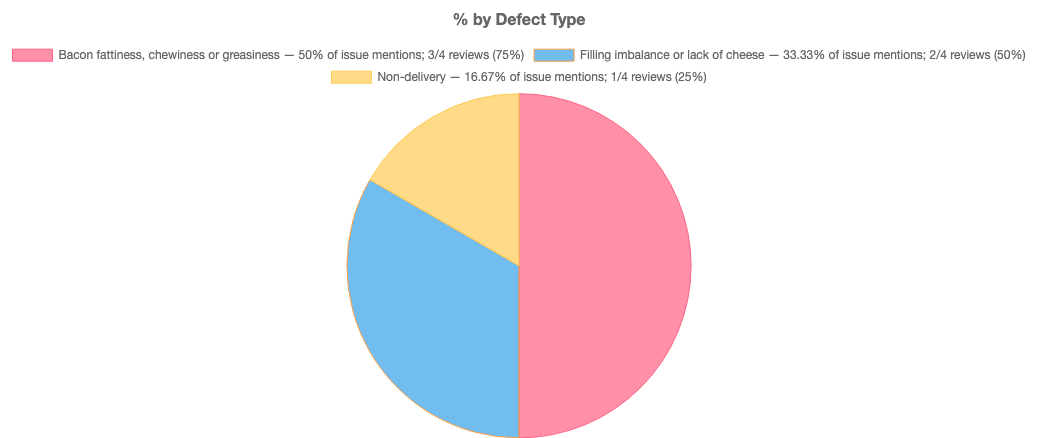 % by Defect Type
Bacon fattiness, chewiness or greasiness — 50% of issue mentions; 3/4 reviews (75%) Filling imbalance or lack of cheese — 33.33% of issue mentions; 2/4 reviews (50%)
Non-delivery — 16.67% of issue mentions; 1/4 reviews (25%)